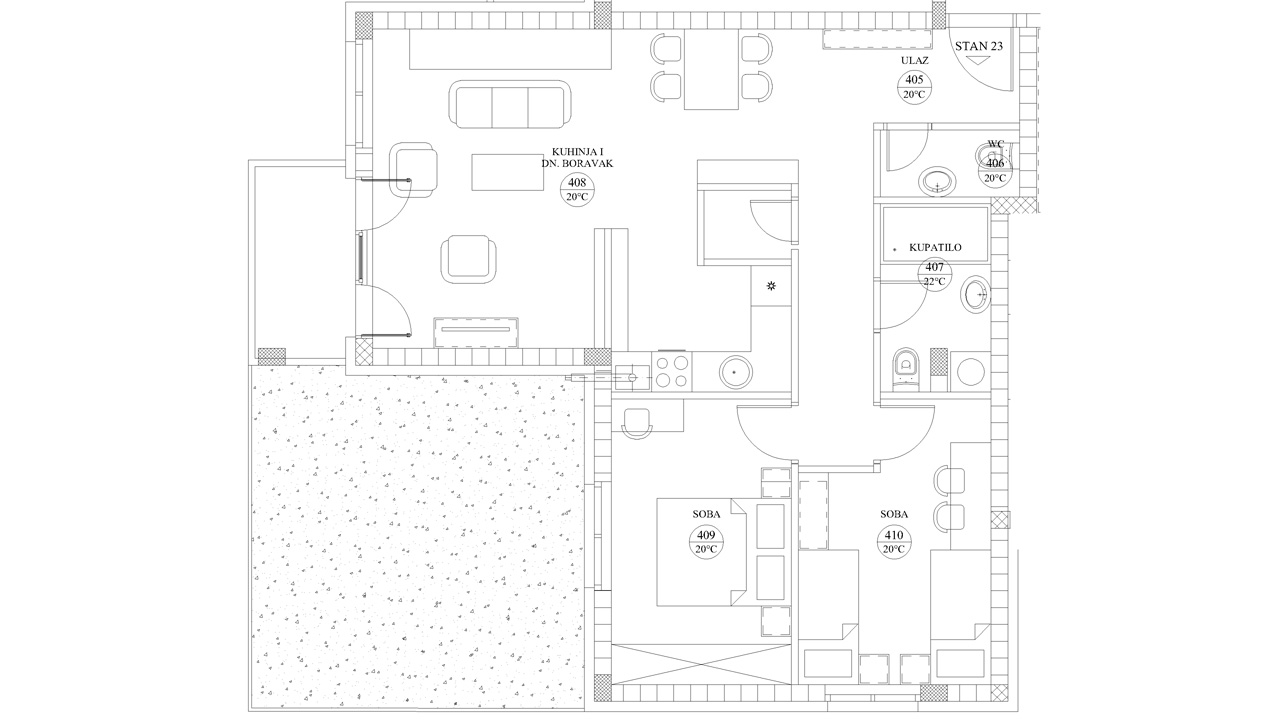 STAN 23
ULAZ
405
20°C
WC
406
20°C
KUHINJA I
DN. BORAVAK
408
20°C
KUPATILO
407
22°C
SOBA
409
20°C
SOBA
410
20°C